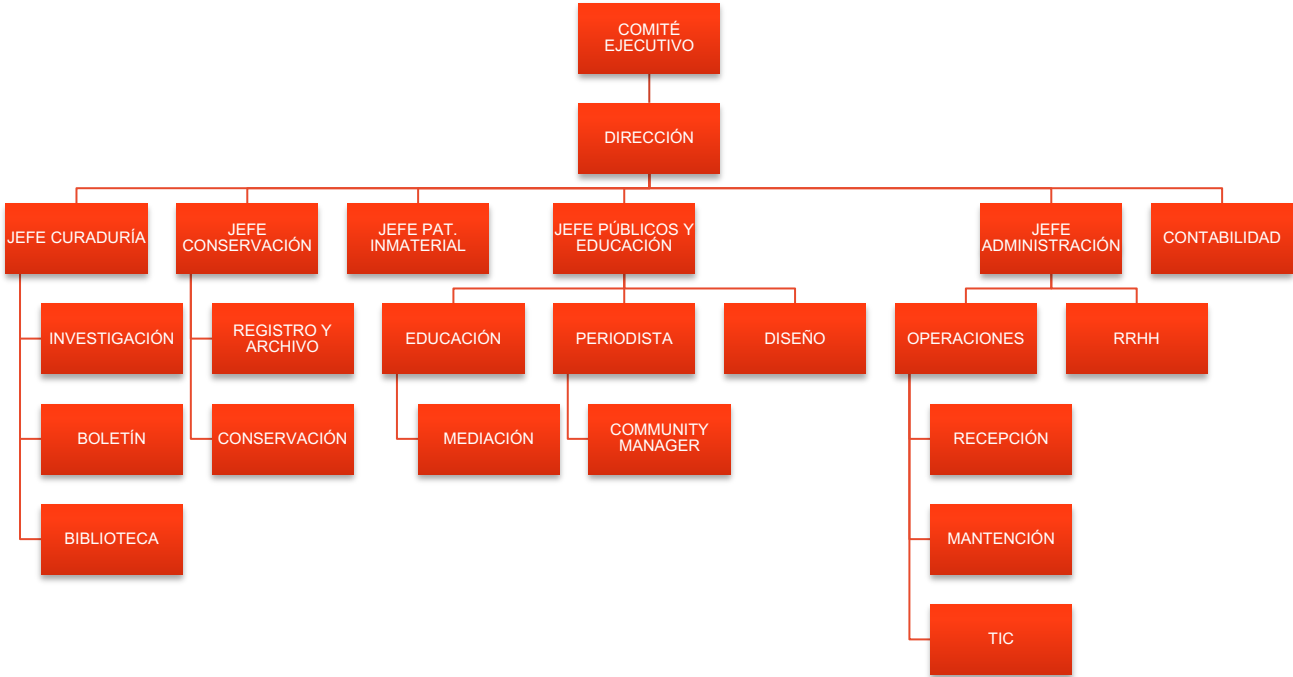 COMITÉ
EJECUTIVO
DIRECCIÓN
JEFE CURADURÍA
JEFE
CONSERVACIÓN
JEFE PAT.
INMATERIAL
JEFE PÚBLICOS Y
EDUCACIÓN
JEFE
ADMINISTRACIÓN
CONTABILIDAD
INVESTIGACIÓN
REGISTRO Y
ARCHIVO
EDUCACIÓN
PERIODISTA
DISEÑO
OPERACIONES
RRHH
BOLETÍN
CONSERVACIÓN
MEDIACIÓN
COMMUNITY
MANAGER
RECEPCIÓN
BIBLIOTECA
MANTENCIÓN
TIC